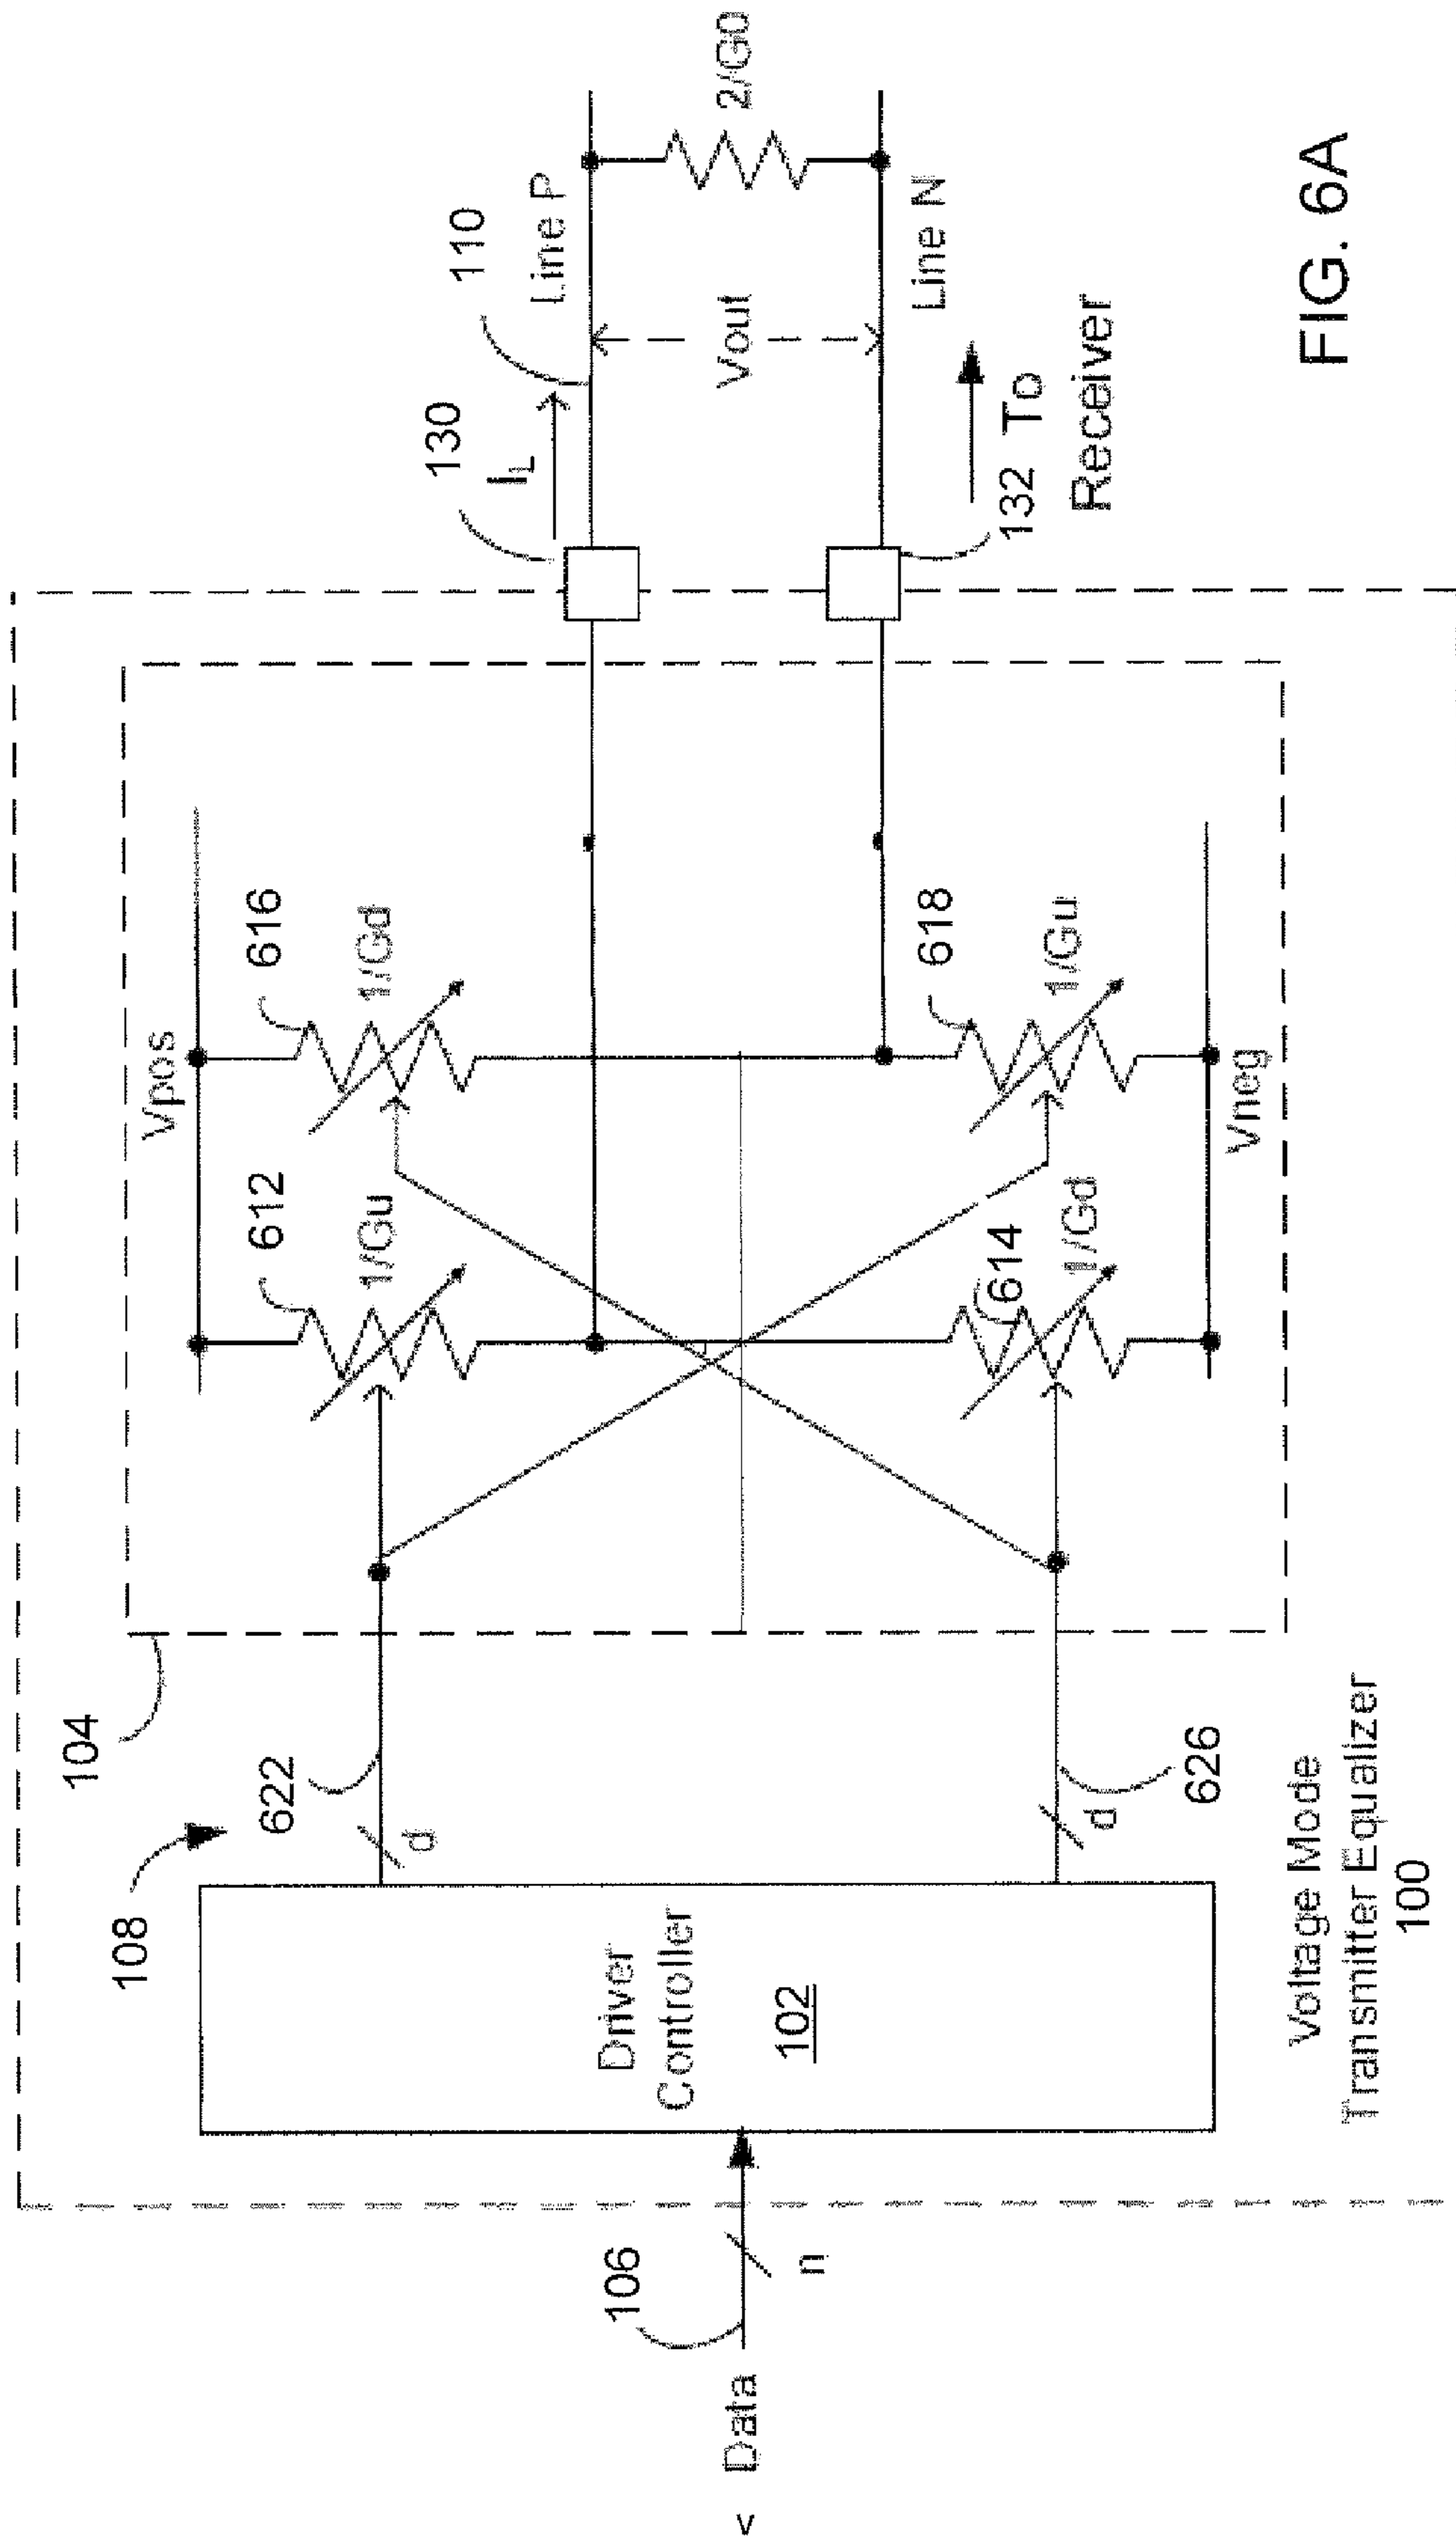 104
108
622
d
Driver
Controller
102
106
n
Data
v
d
626
Voltage Mode
Transmitter Equalizer
100
Vpos
612
1/Gu
616
1/Gd
614
1/Gd
618
1/Gu
Vneg
130
IL
110
Line P
Vout
2/G0
Line N
132 To
Receiver
FIG. 6A